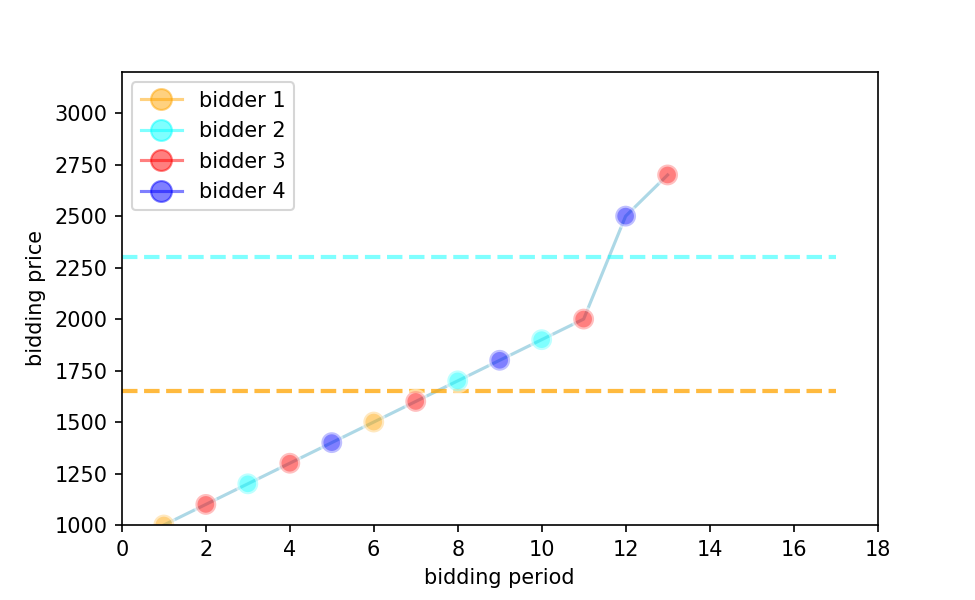 bidder 1
bidder 2
bidder 3
bidder 4
bidding price
3000
2750
2500
2250
2000
1750
1500
1250
1000
0 2 4 6 8 10 12 14 16 18
bidding period